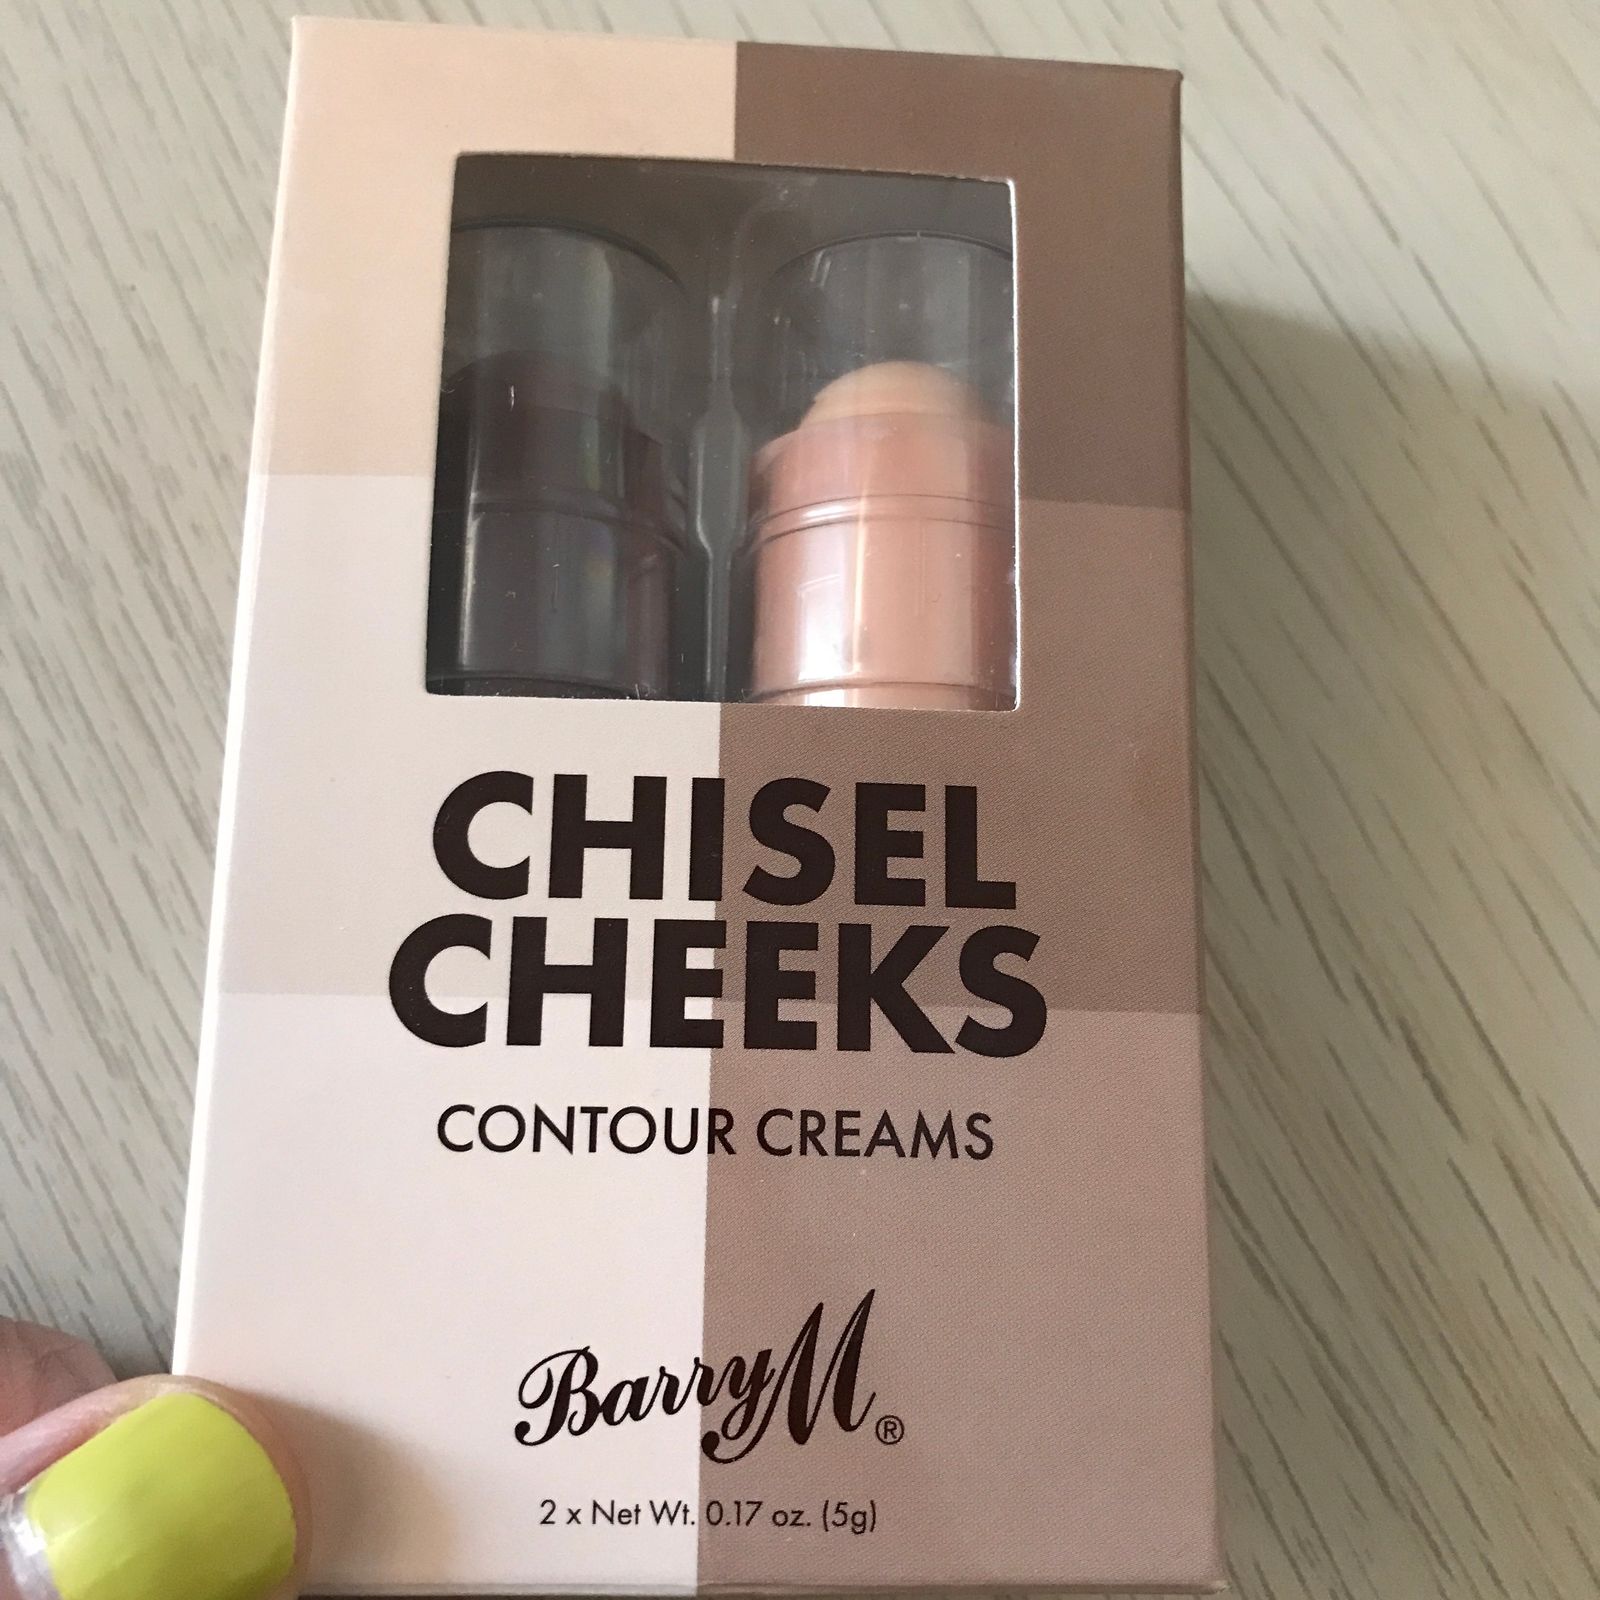 CHISEL
CHEEKS
CONTOUR CREAMS
Barry M®
2 x Net Wt. 0.17 oz. (5g)